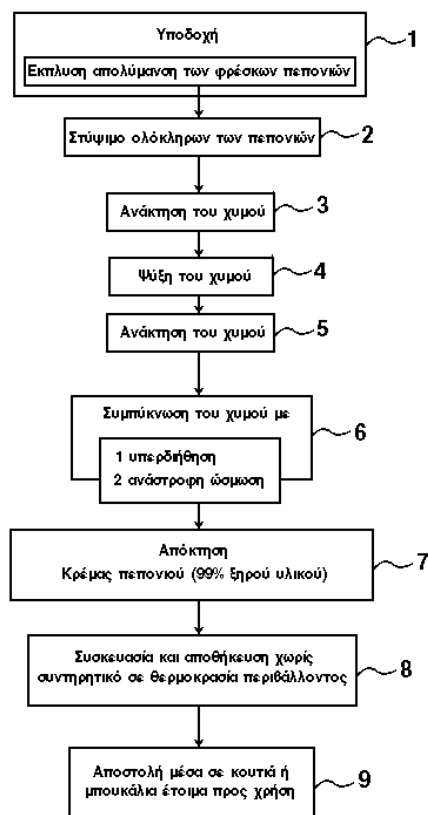 Υποδοχή
1
Εκπλυση απολύμανση των φρέσκων πεπονιών
Στύψιμο ολόκληρων των πεπονιών
2
Ανάκτηση του χυμού
3
Ψύξη του χυμού
4
Ανάκτηση του χυμού
5
Συμπύκνωση του χυμού με
6
1 υπερδιήθηση
2 ανάστροφη ώσμωση
Απόκτηση
Κρέμας πεπονιού (99% ξηρού υλικού)
7
Συσκευασία και αποθήκευση χωρίς
συντηρητικό σε θερμοκρασία περιβάλλοντος
8
Αποστολή μέσα σε κουτιά ή
μπουκάλια έτοιμα προς χρήση
9